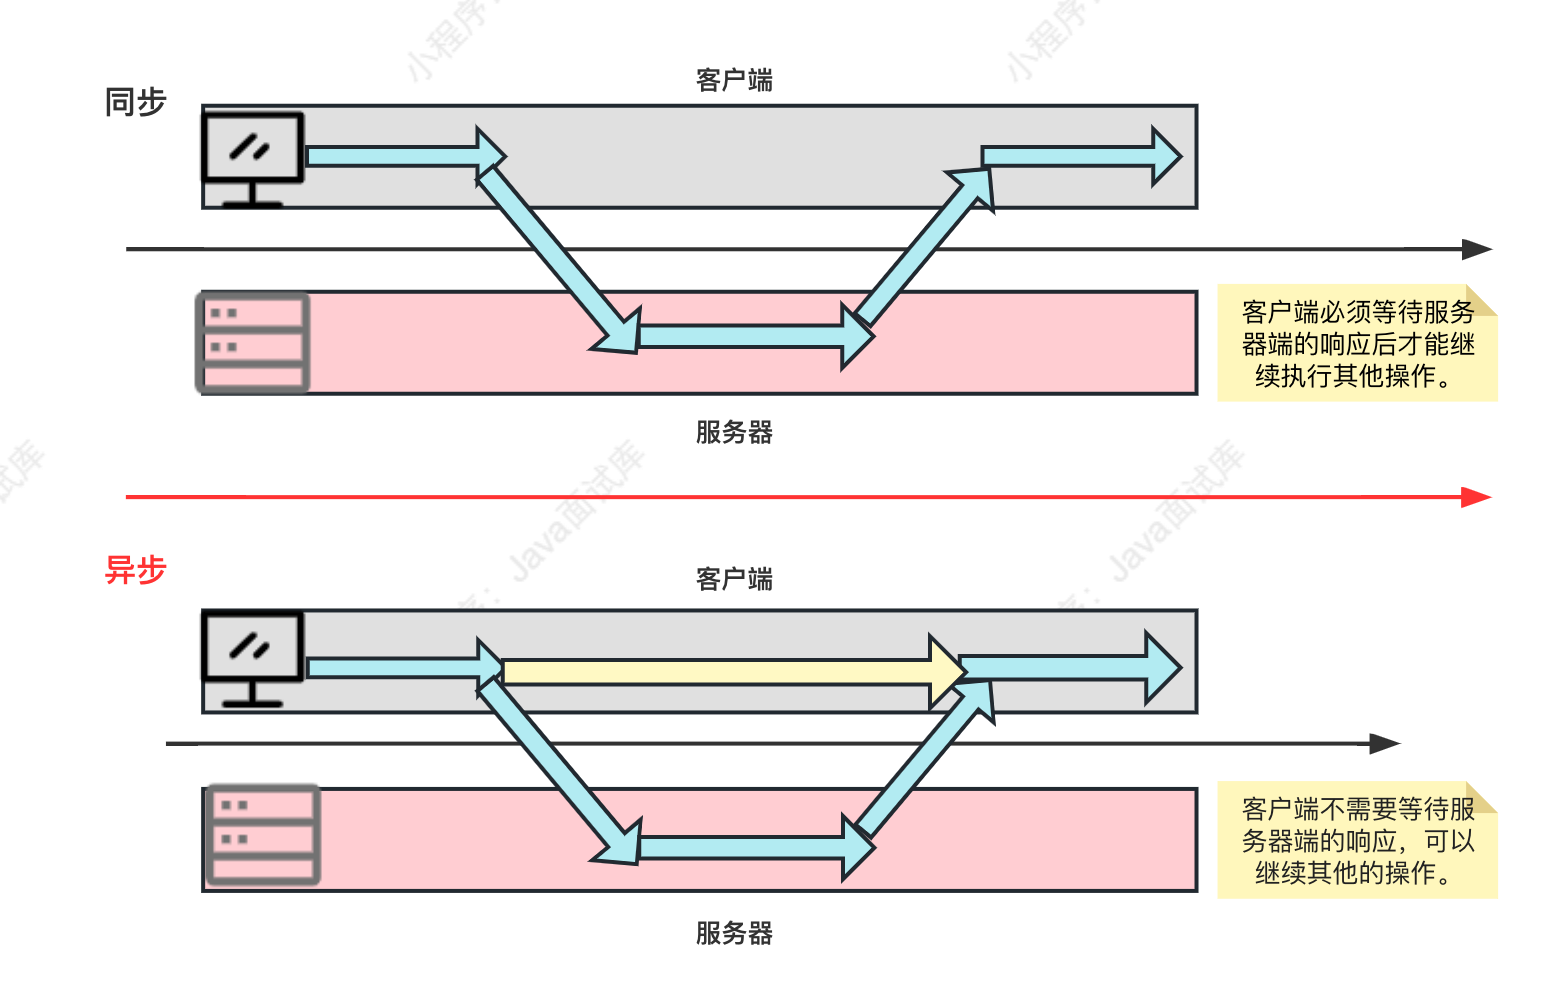 小程序：
小程序：
客户端
同步
客户端必须等待服务
器端的响应后才能继
续执行其他操作。
服务器
试库
Java面试库
Java面试库
异步
客户端
序：
序：
客户端不需要等待服
务器端的响应，可以
继续其他的操作。
服务器